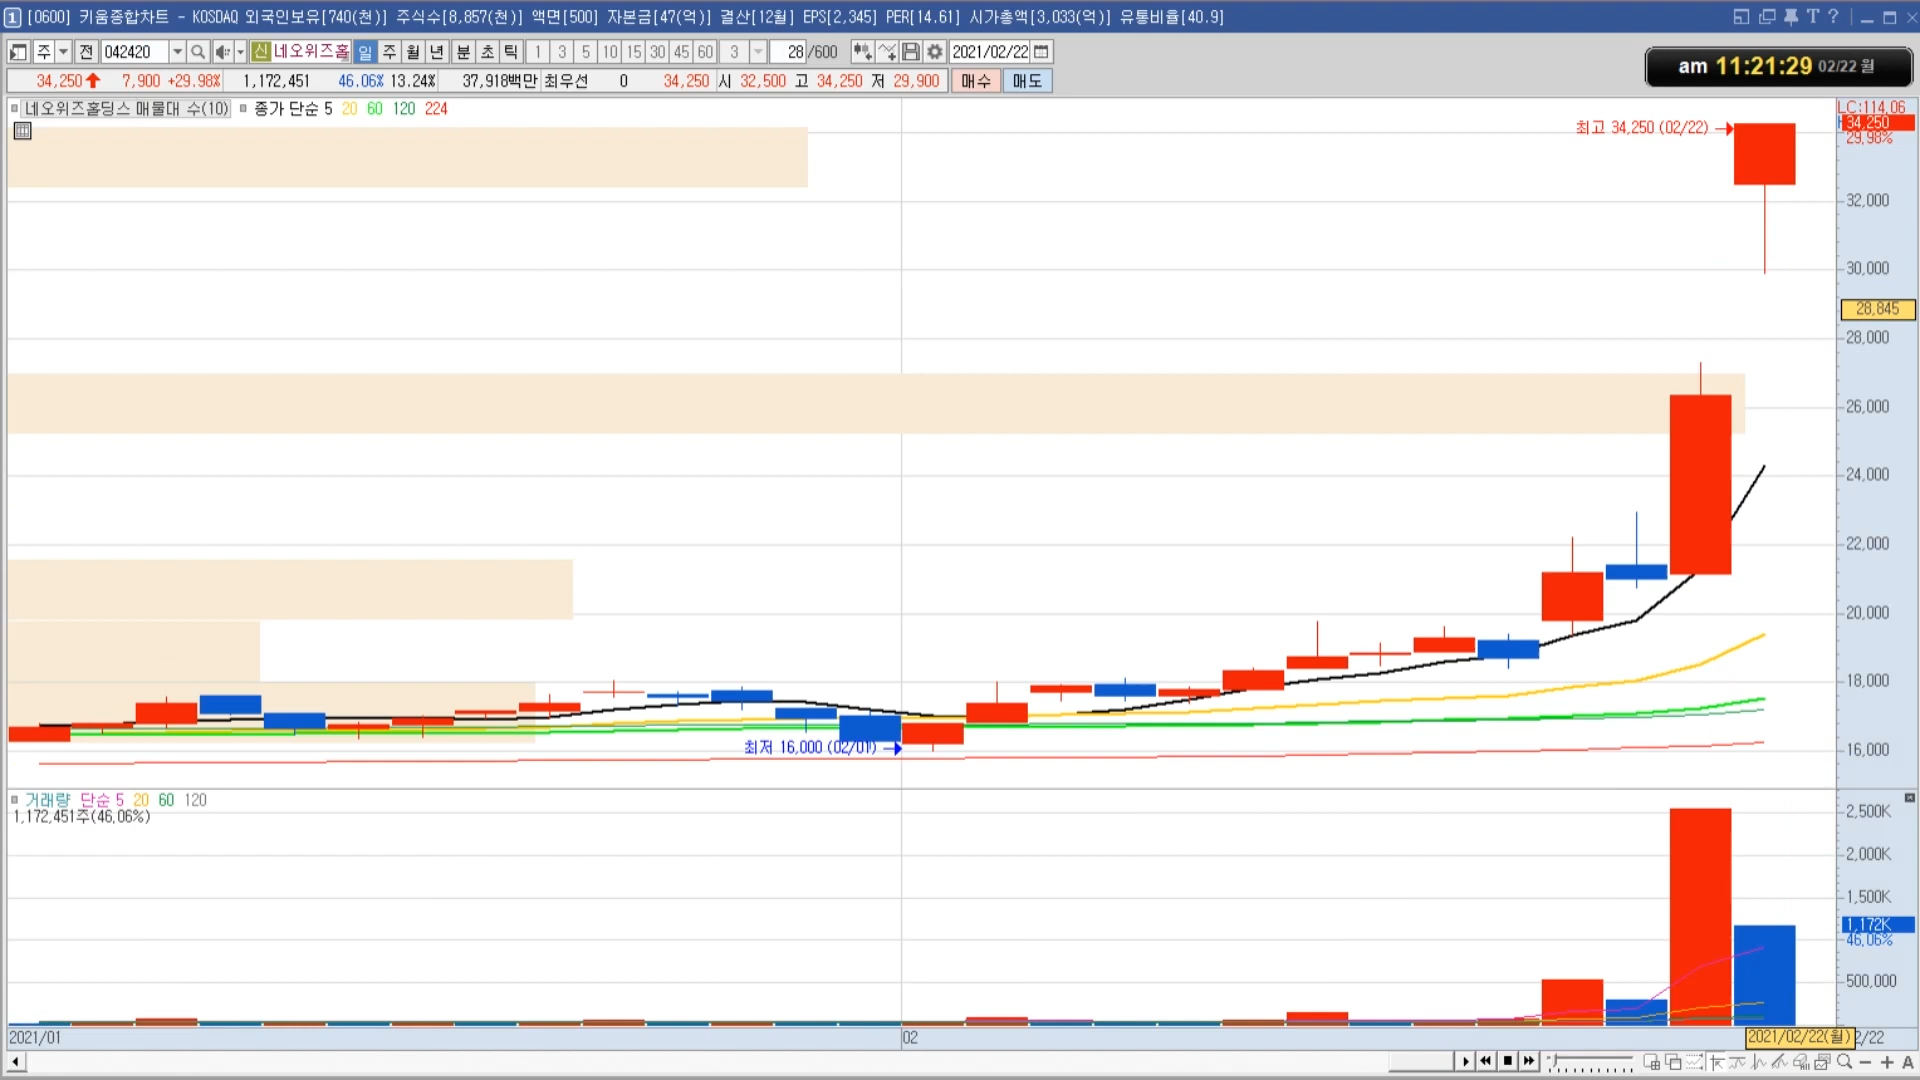 1 [0600] 키움종합차트 - KOSDAQ 외국인보유[740(천)] 주식수[8,857(천)] 액면[500] 자본금[47(억)] 결산[12월] EPS[2,345] PER[14.61] 시가총액[3,033(억)] 유통비율[40.9]
주 전 042420 신 네오위즈홀 일 주 월 년 분 초 틱 1 3 5 10 15 30 45 60 3 28 /600 2021/02/22
34,250 7,900 +29.98% 1,172,451 46.06% 13.24% 37,918백만 최우선 0 34,250 시 32,500 고 34,250 저 29,900 매수 매도
am 11:21:29 02/22 월
네오위즈홀딩스 매물대 수(10) 종가 단순 5 20 60 120 224
LC:114.06
최고 34,250 (02/22)
34,250
29.98%
32,000
30,000
28,845
28,000
26,000
24,000
22,000
20,000
18,000
최저 16,000 (02/01)
16,000
거래량 단순 5 20 60 120
1,172,451주(46.06%)
2,500K
2,000K
1,500K
1,172K
46.06%
500,000
2021/01
02
2021/02/22(월)
2/22